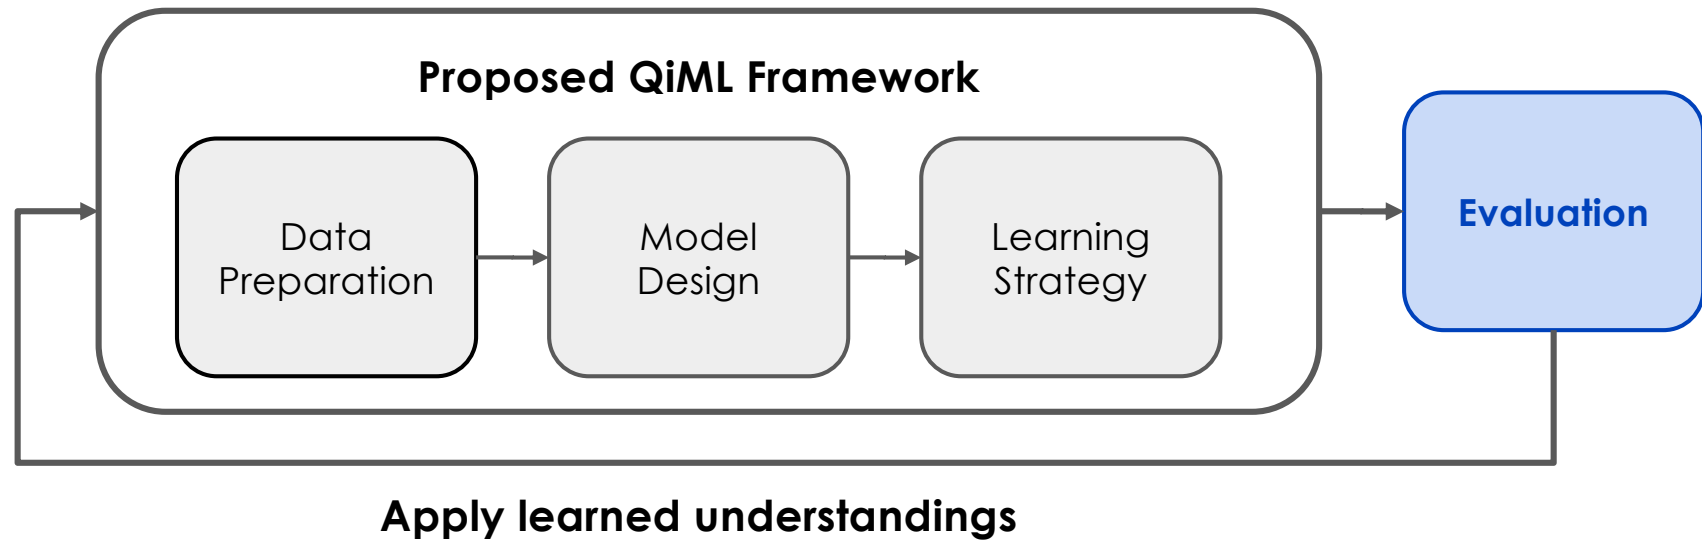 Proposed QiML Framework
Data
Preparation
Model
Design
Learning
Strategy
Evaluation
Apply learned understandings